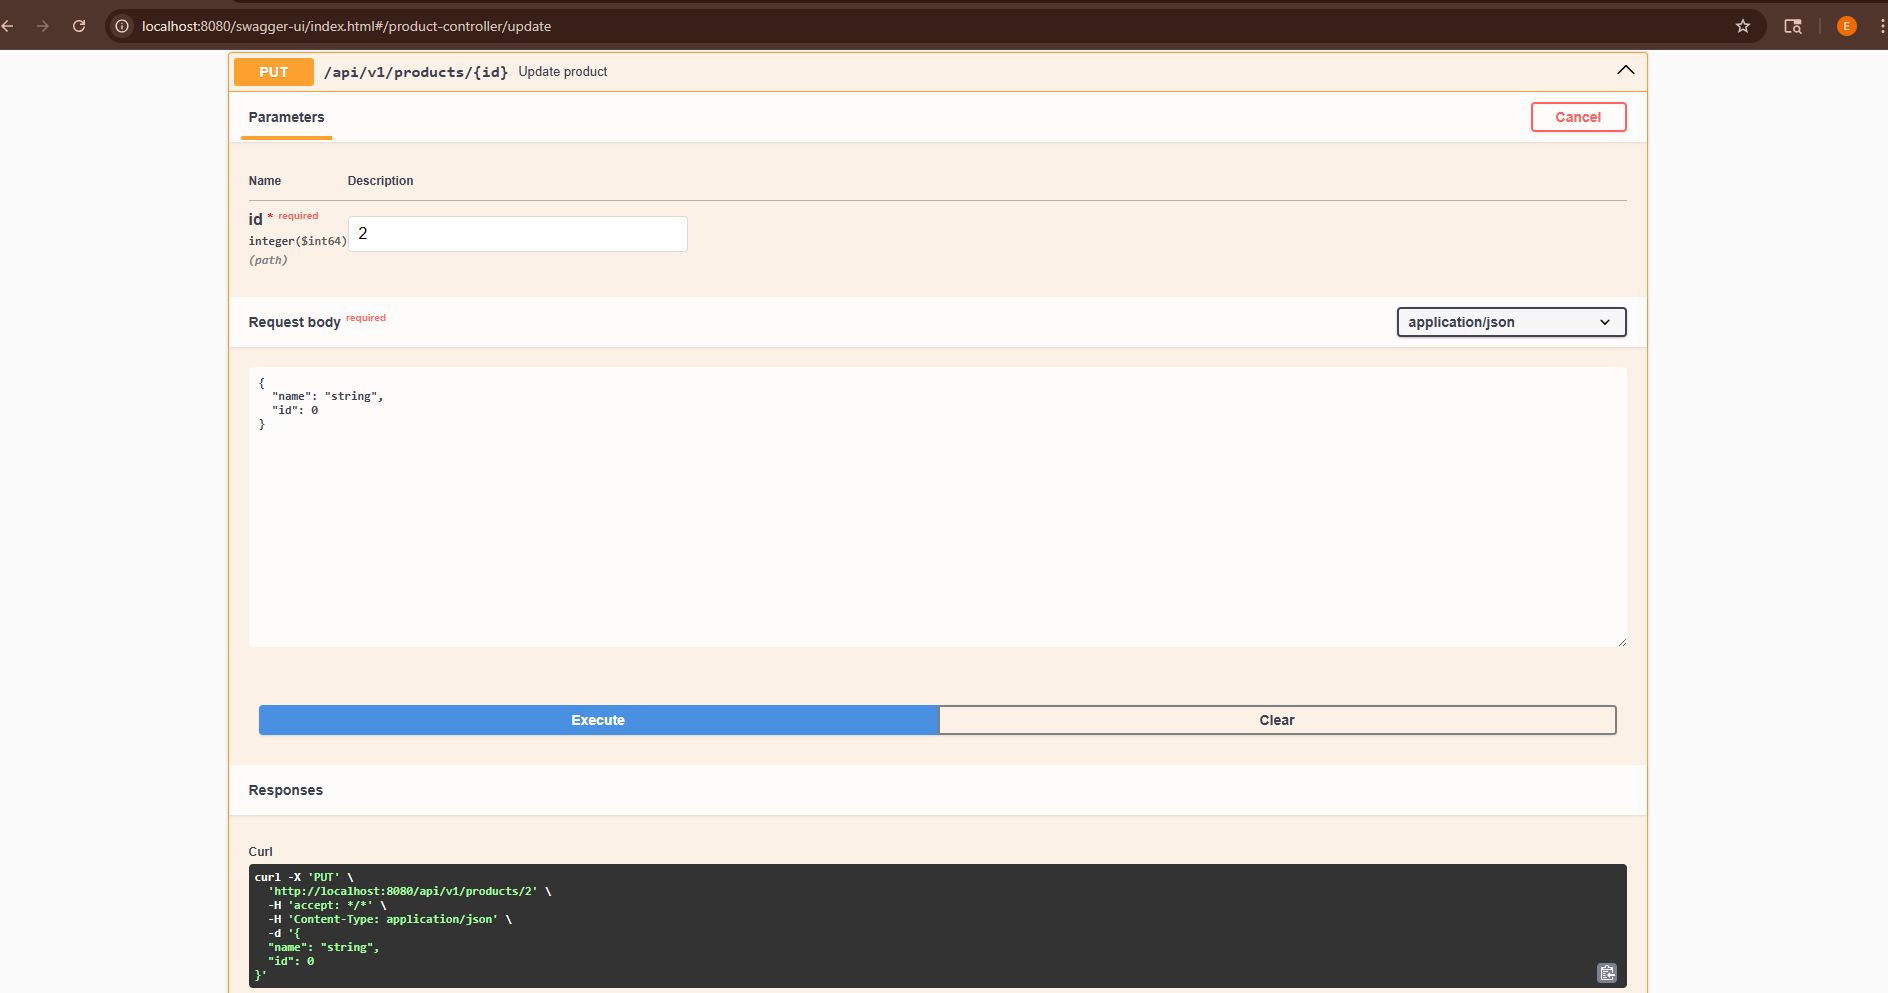 localhost:8080/swagger-ui/index.html#/product-controller/update
E
PUT /api/v1/products/{id} Update product
Parameters
Cancel
Name Description
id * required
integer($int64)
(path)
2
Request body required
application/json
{
  "name": "string",
  "id": 0
}
Execute
Clear
Responses
Curl
curl -X 'PUT' \
  'http://localhost:8080/api/v1/products/2' \
  -H 'accept: */*' \
  -H 'Content-Type: application/json' \
  -d '{
  "name": "string",
  "id": 0
}'